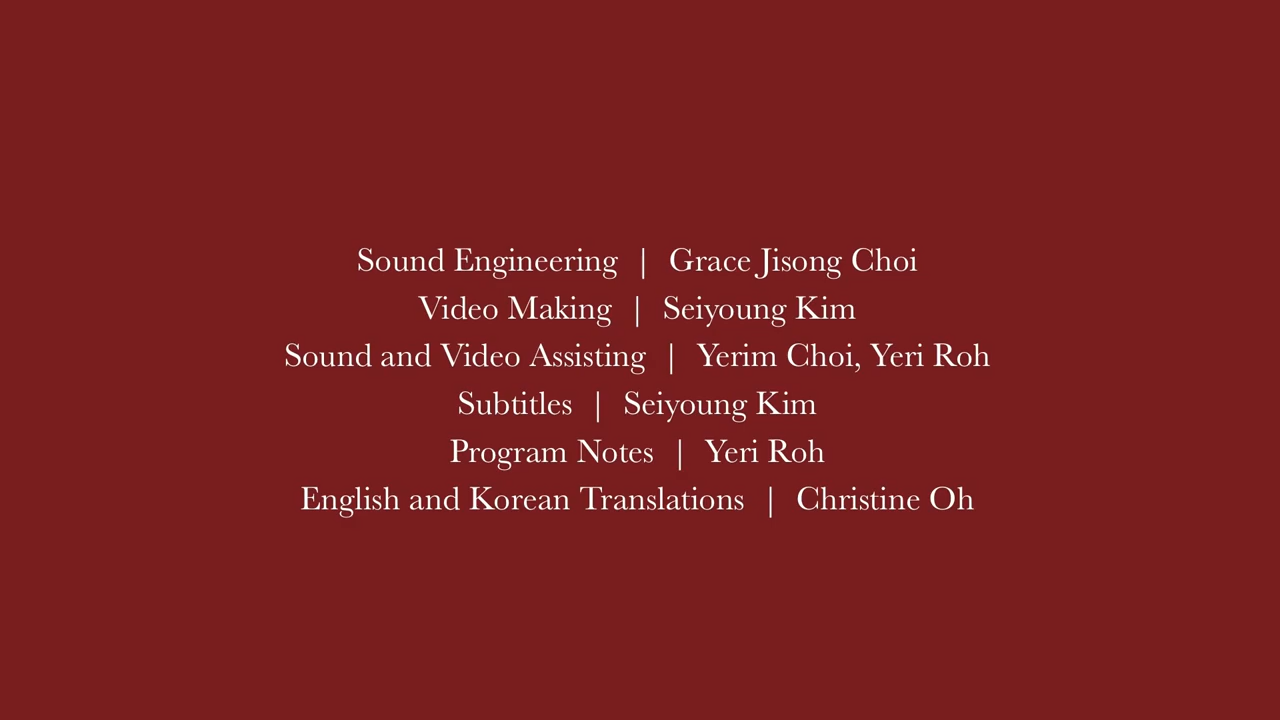 Sound Engineering | Grace Jisong Choi
Video Making | Seiyoung Kim
Sound and Video Assisting | Yerim Choi, Yeri Roh
Subtitles | Seiyoung Kim
Program Notes | Yeri Roh
English and Korean Translations | Christine Oh